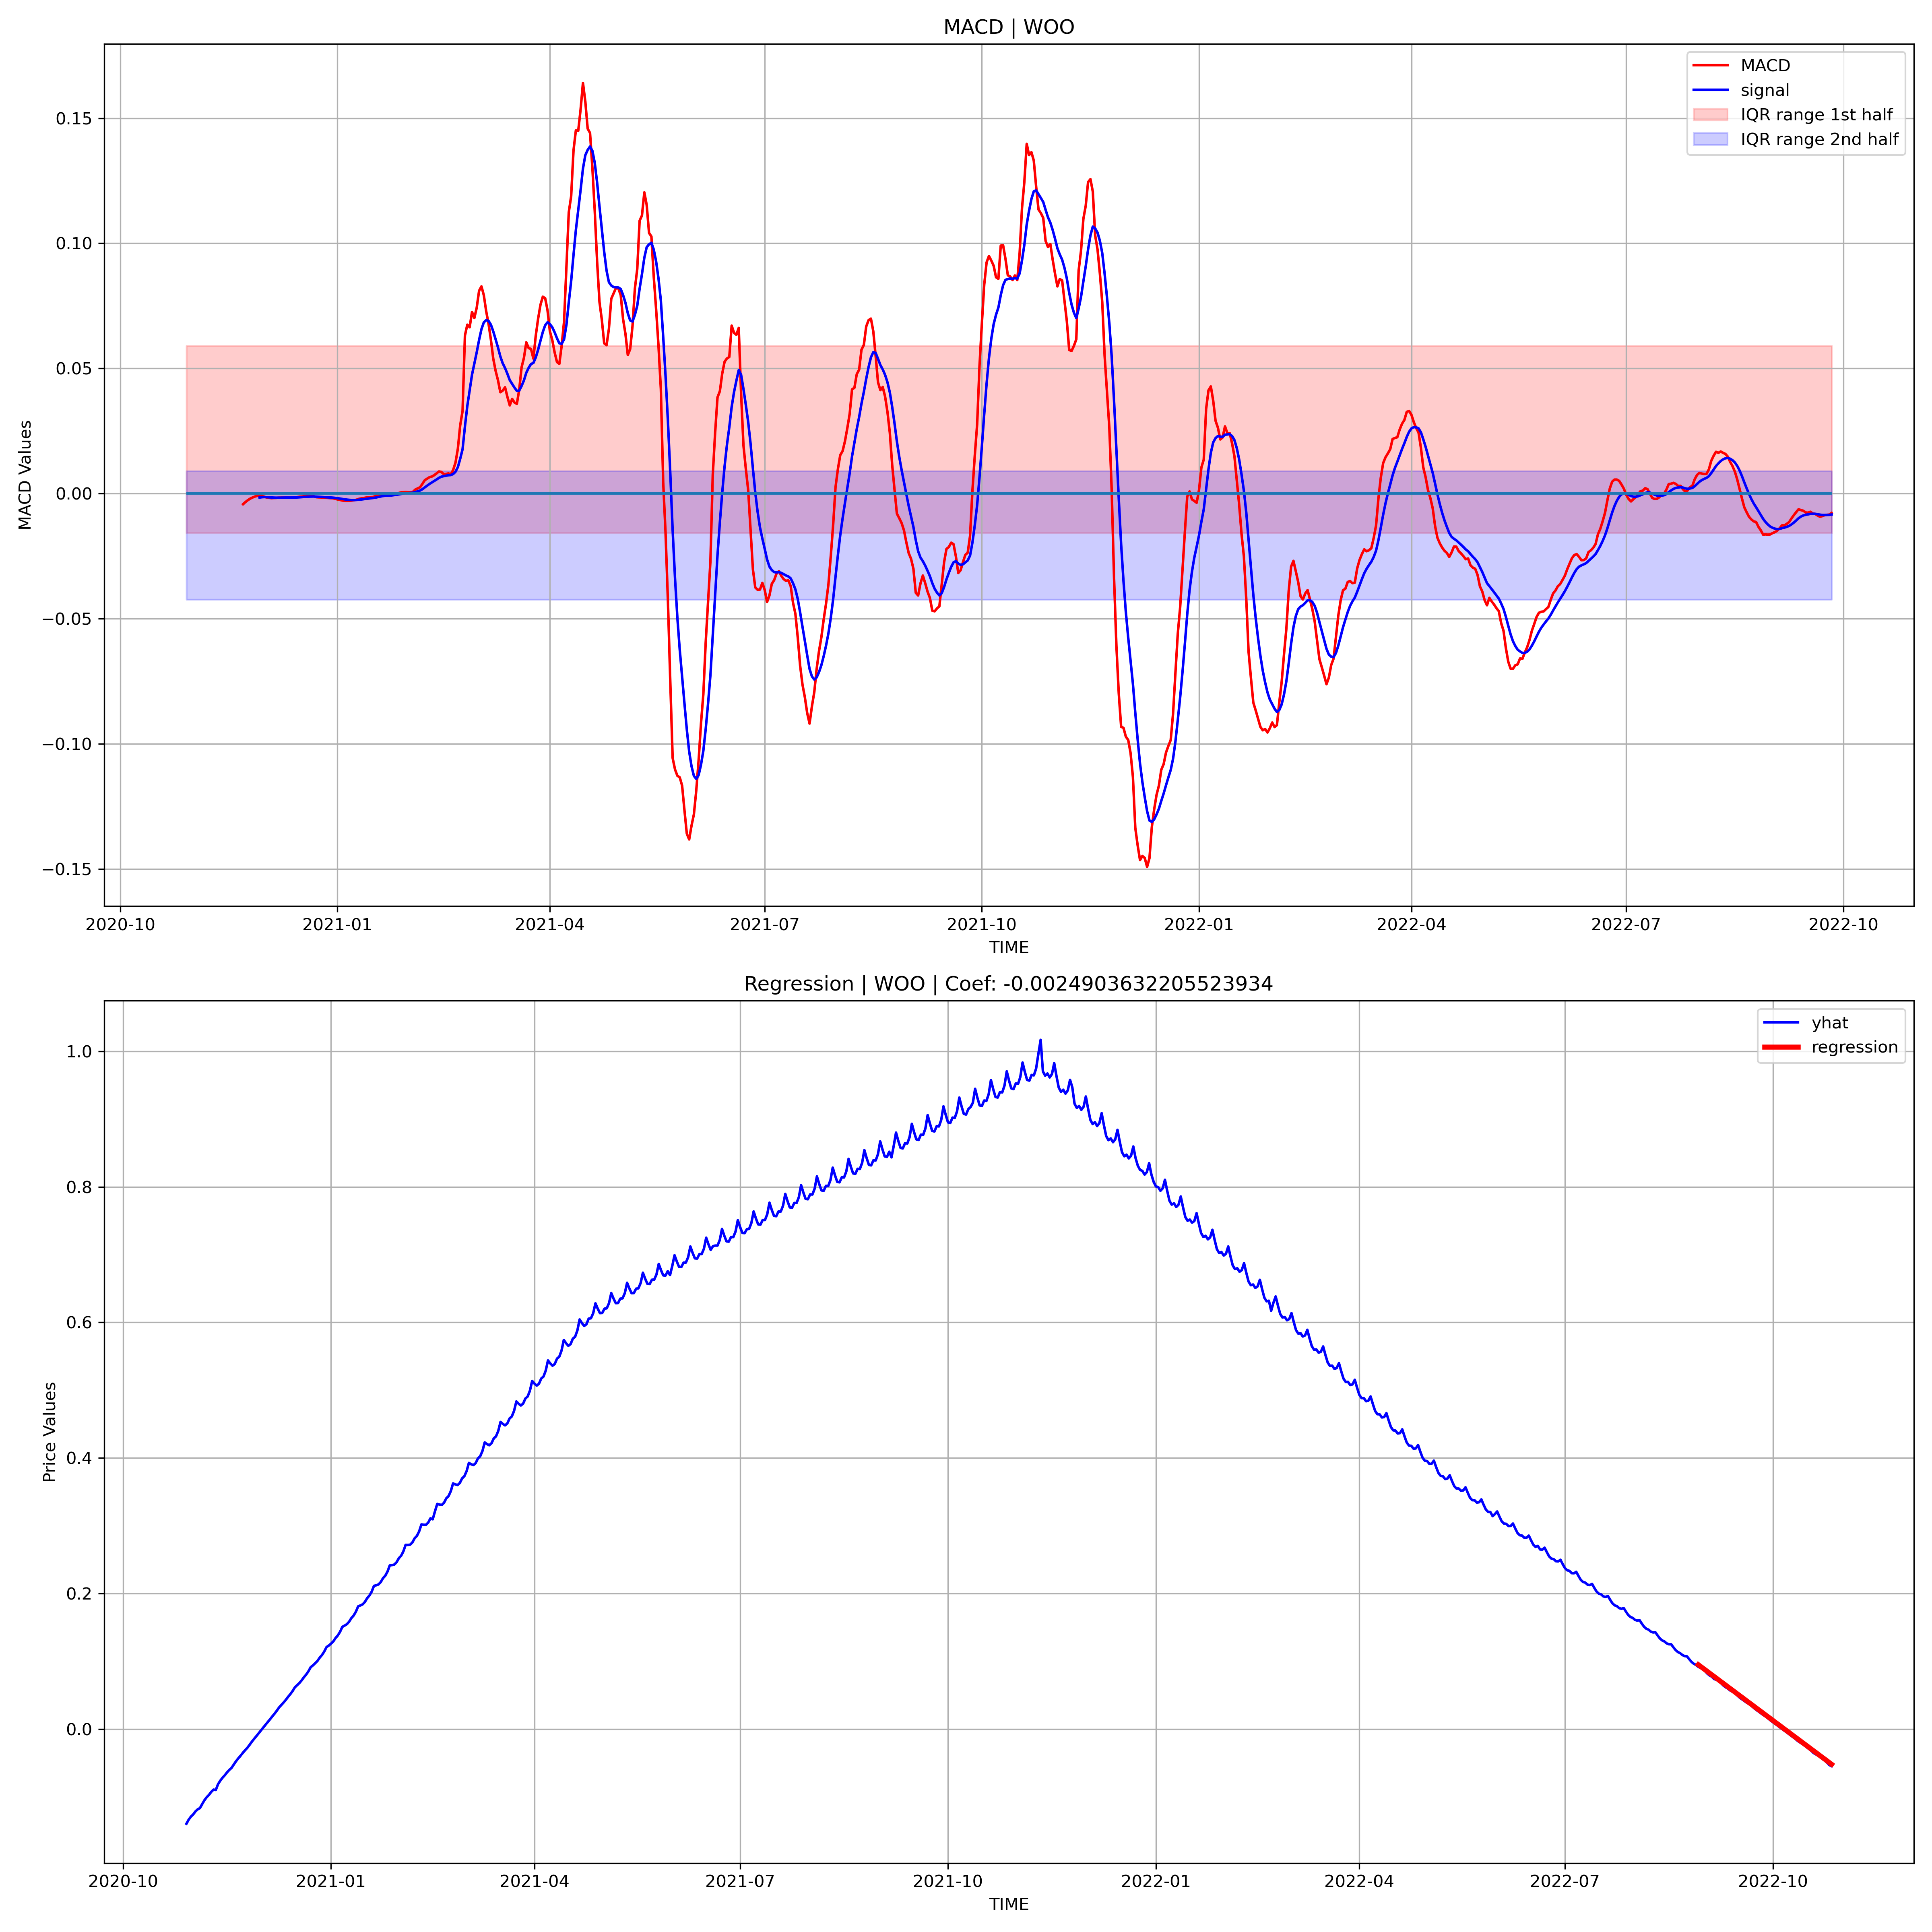 MACD | WOO
MACD
signal
IQR range 1st half
IQR range 2nd half
0.15
0.10
0.05
0.00
−0.05
−0.10
−0.15
MACD Values
2020-10 2021-01 2021-04 2021-07 2021-10 2022-01 2022-04 2022-07 2022-10
TIME
Regression | WOO | Coef: -0.0024903632205523934
yhat
regression
1.0
0.8
0.6
0.4
0.2
0.0
Price Values
2020-10 2021-01 2021-04 2021-07 2021-10 2022-01 2022-04 2022-07 2022-10
TIME